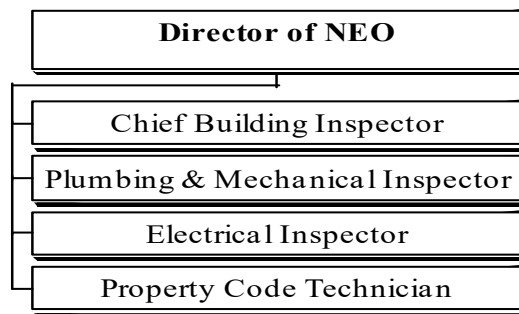 Director of NEO
Chief Building Inspector
Plumbing & Mechanical Inspector
Electrical Inspector
Property Code Technician